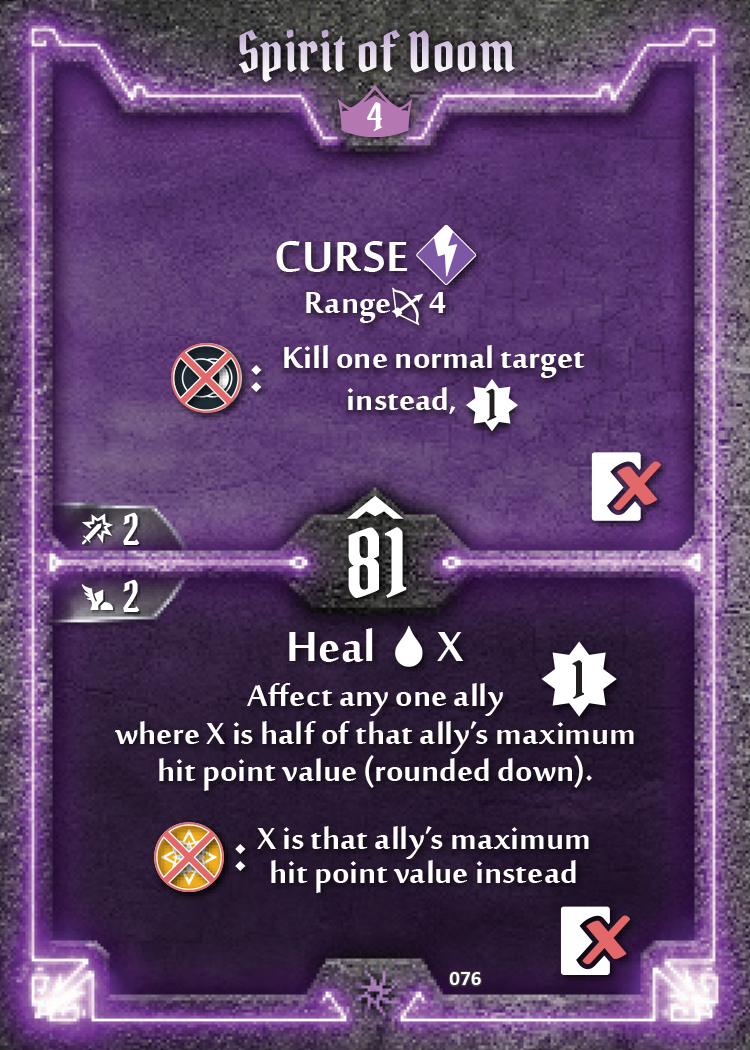 Spirit of Doom
4
CURSE
Range 4
: Kill one normal target
instead, 1
2
81
2
Heal X
1
Affect any one ally
where X is half of that ally's maximum
hit point value (rounded down).
: X is that ally's maximum
hit point value instead
076